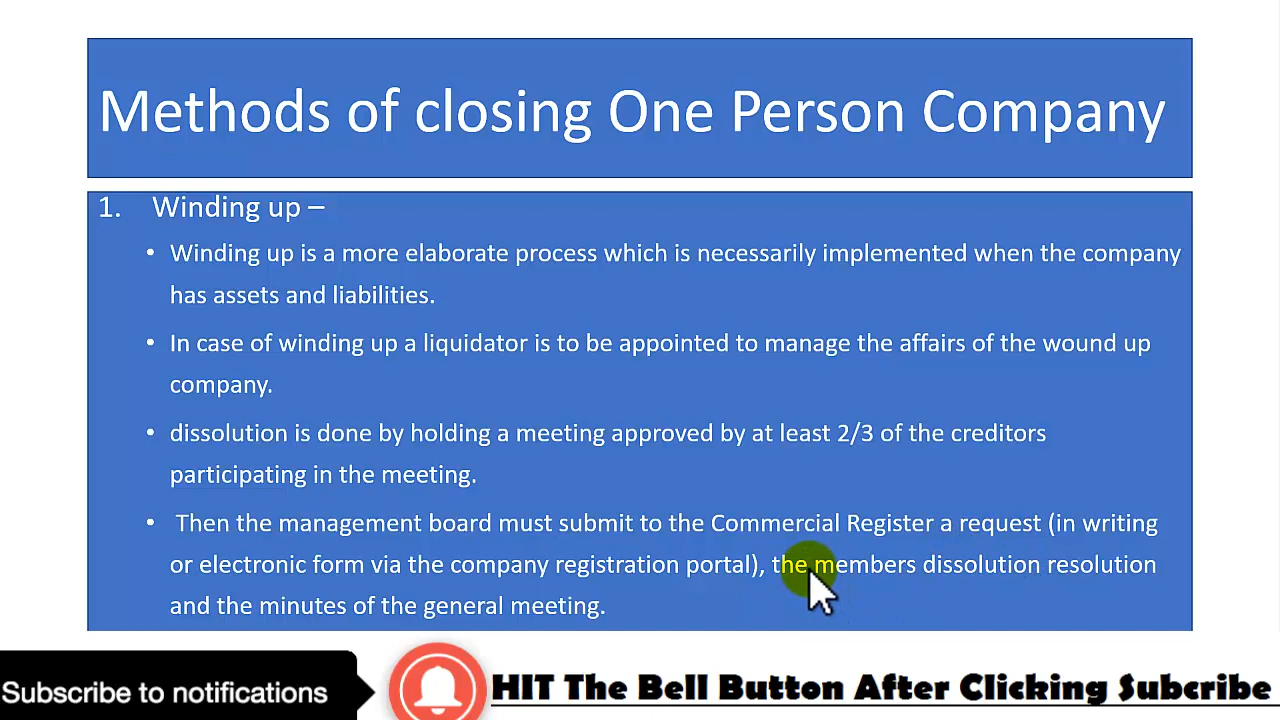 Methods of closing One Person Company
1. Winding up –
• Winding up is a more elaborate process which is necessarily implemented when the company
has assets and liabilities.
• In case of winding up a liquidator is to be appointed to manage the affairs of the wound up
company.
• dissolution is done by holding a meeting approved by at least 2/3 of the creditors
participating in the meeting.
• Then the management board must submit to the Commercial Register a request (in writing
or electronic form via the company registration portal), the members dissolution resolution
and the minutes of the general meeting.
Subscribe to notifications
HIT The Bell Button After Clicking Subcribe